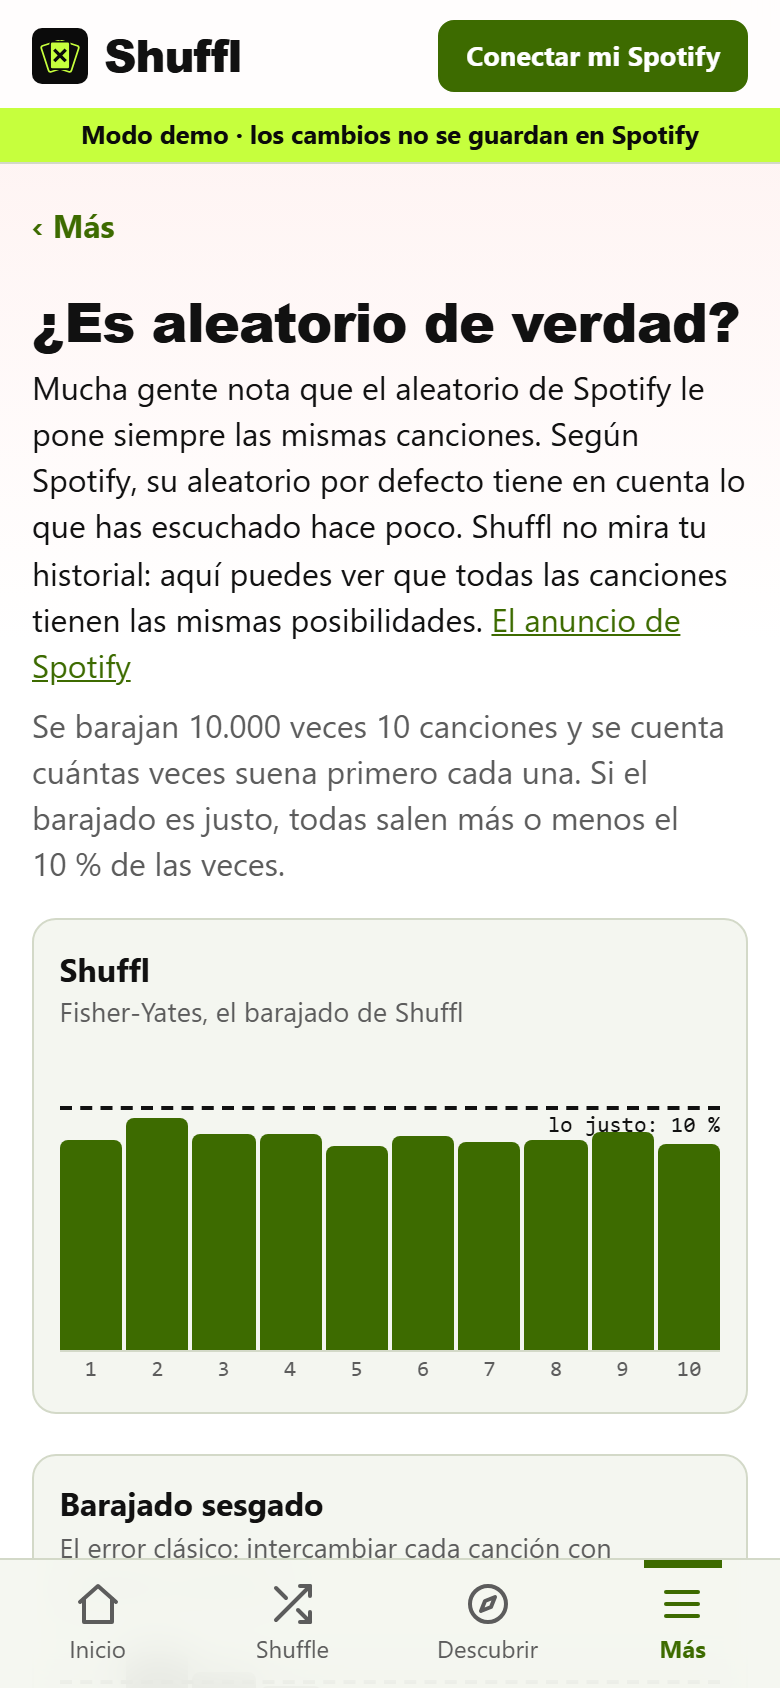 Shuffl
Conectar mi Spotify
Modo demo · los cambios no se guardan en Spotify
‹ Más
¿Es aleatorio de verdad?
Mucha gente nota que el aleatorio de Spotify le
pone siempre las mismas canciones. Según
Spotify, su aleatorio por defecto tiene en cuenta lo
que has escuchado hace poco. Shuffl no mira tu
historial: aquí puedes ver que todas las canciones
tienen las mismas posibilidades. El anuncio de
Spotify
Se barajan 10.000 veces 10 canciones y se cuenta
cuántas veces suena primero cada una. Si el
barajado es justo, todas salen más o menos el
10 % de las veces.
Shuffl
Fisher-Yates, el barajado de Shuffl
lo justo: 10 %
1 2 3 4 5 6 7 8 9 10
Barajado sesgado
El error clásico: intercambiar cada canción con
Inicio Shuffle Descubrir Más